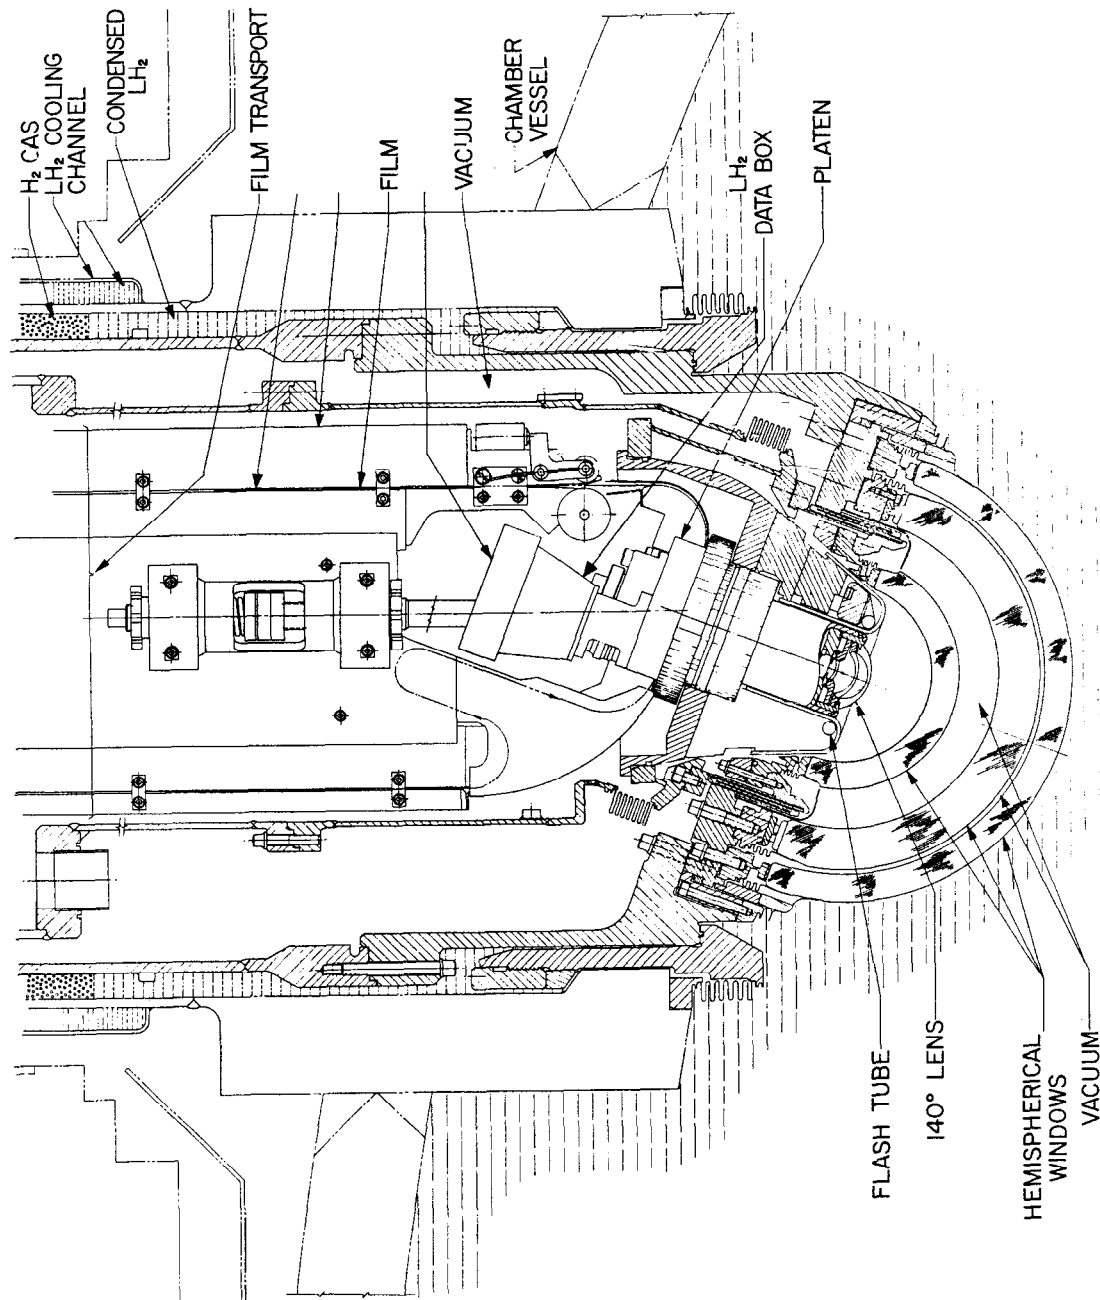 H₂ GAS
LH₂ COOLING
CHANNEL
CONDENSED
LH₂
FILM TRANSPORT
FILM
VACUUM
CHAMBER
VESSEL
LH₂
DATA BOX
PLATEN
FLASH TUBE
140° LENS
HEMISPHERICAL
WINDOWS
VACUUM